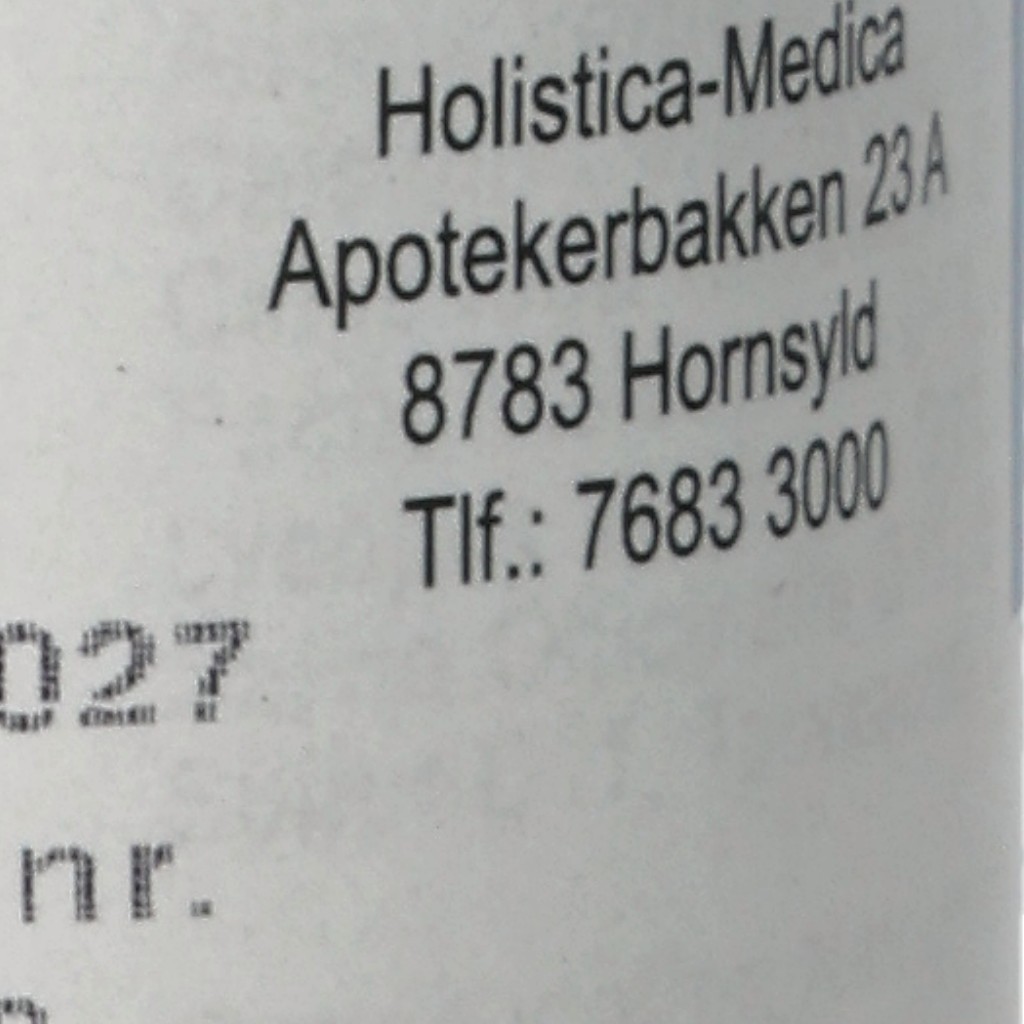 Holistica-Medica
Apotekerbakken 23 A
8783 Hornsyld
Tlf.: 7683 3000
027
nr.